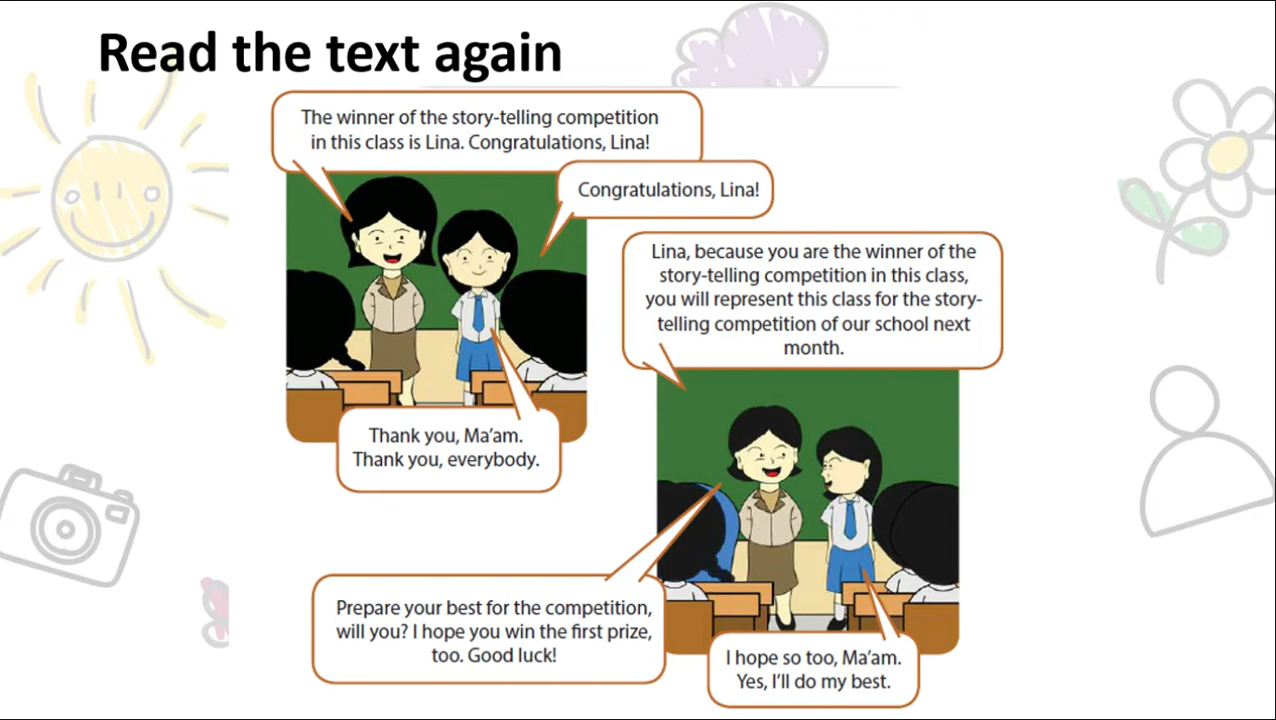 Read the text again
The winner of the story-telling competition
in this class is Lina. Congratulations, Lina!
Congratulations, Lina!
Thank you, Ma’am.
Thank you, everybody.
Lina, because you are the winner of the
story-telling competition in this class,
you will represent this class for the story-
telling competition of our school next
month.
Prepare your best for the competition,
will you? I hope you win the first prize,
too. Good luck!
I hope so too, Ma’am.
Yes, I’ll do my best.